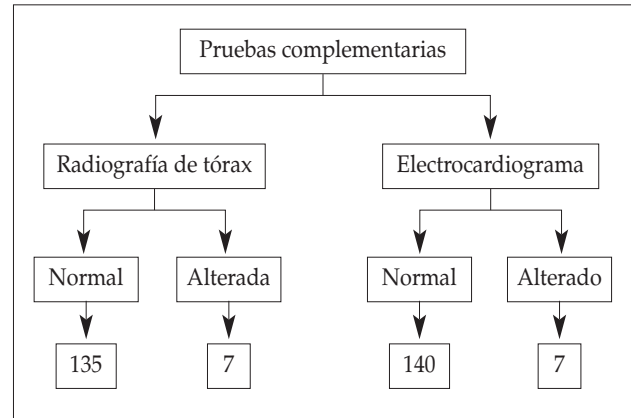 Pruebas complementarias
Radiografía de tórax
Electrocardiograma
Normal
Alterada
Normal
Alterado
135
7
140
7